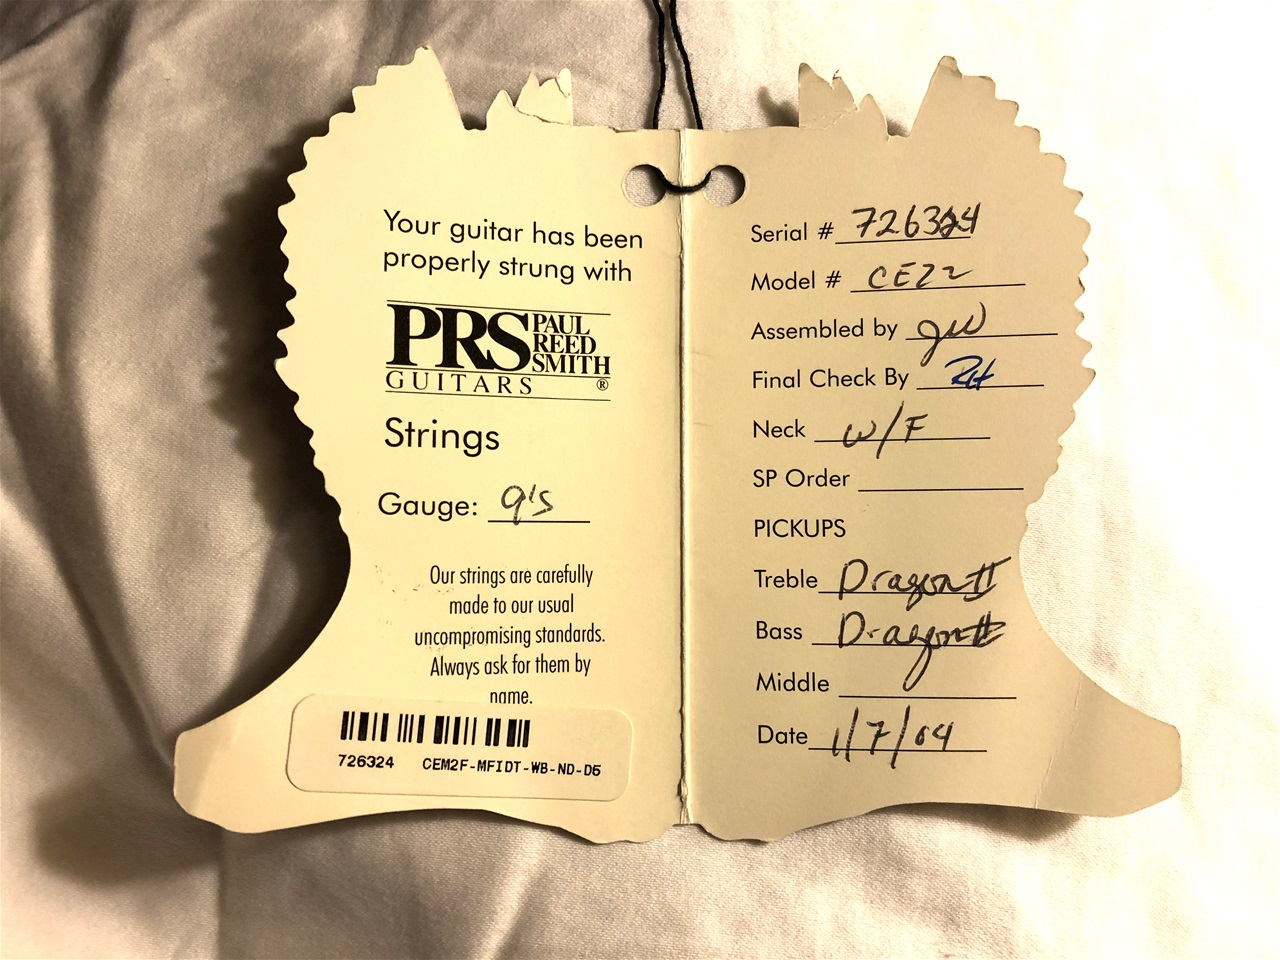 Your guitar has been
properly strung with
PRS PAUL
REED
SMITH
GUITARS ®
Strings
Gauge: 9's
Our strings are carefully
made to our usual
uncompromising standards.
Always ask for them by
name.
726324 CEM2F-MFIDT-WB-ND-D5
Serial # 726324
Model # CE22
Assembled by JW
Final Check By RH
Neck W/F
SP Order
PICKUPS
Treble Dragon II
Bass Dragon II
Middle
Date 1/7/04